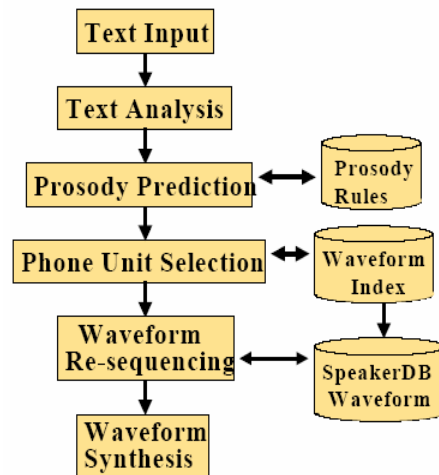 Text Input
Text Analysis
Prosody Prediction
Prosody
Rules
Phone Unit Selection
Waveform
Index
Waveform
Re-sequencing
SpeakerDB
Waveform
Waveform
Synthesis